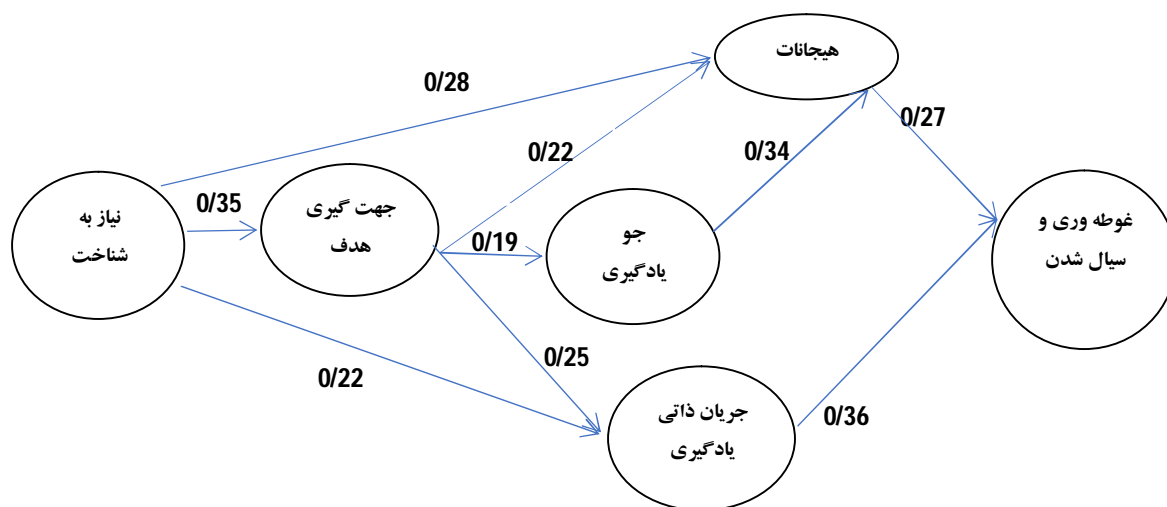 هیجانات
0/28
0/27
0/22
0/34
نیاز به
شناخت
0/35
جهت گیری
هدف
0/19
جو
یادگیری
غوطه وری و
سیال شدن
0/25
0/22
جریان ذاتی
یادگیری
0/36